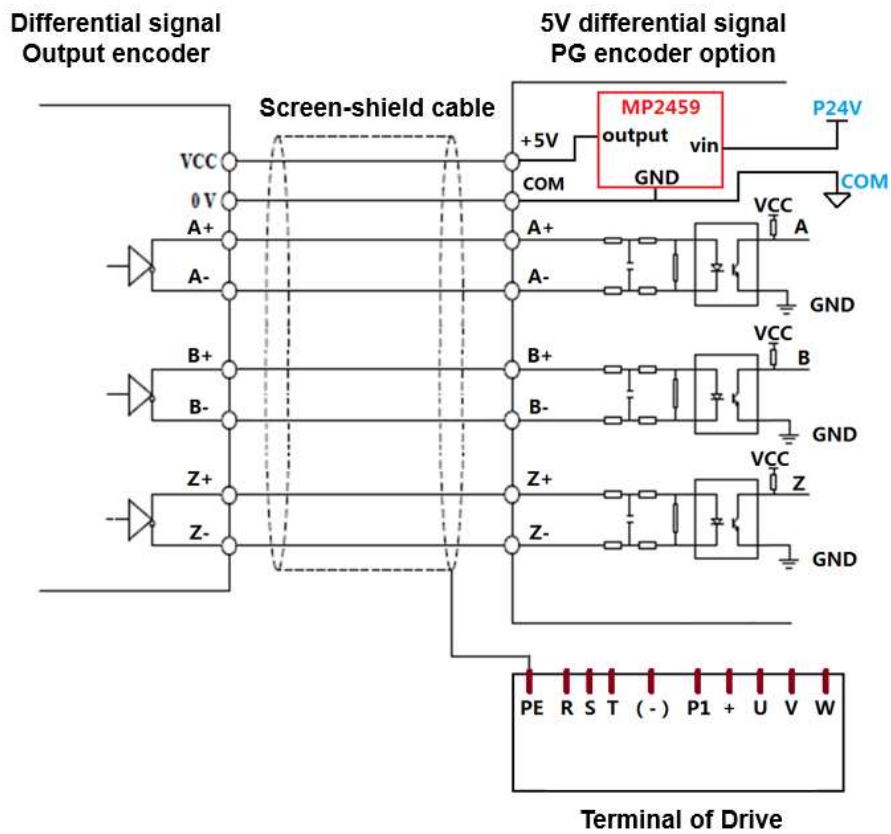 Differential signal
Output encoder
5V differential signal
PG encoder option
Screen-shield cable
MP2459
P24V
+5V
output
vin
VCC
COM
GND
COM
0 V
VCC
A+
A+
A
A-
A-
GND
VCC
B+
B+
B
B-
B-
GND
VCC
Z+
Z+
Z
Z-
Z-
GND
PE R S T ( - ) P1 + U V W
Terminal of Drive